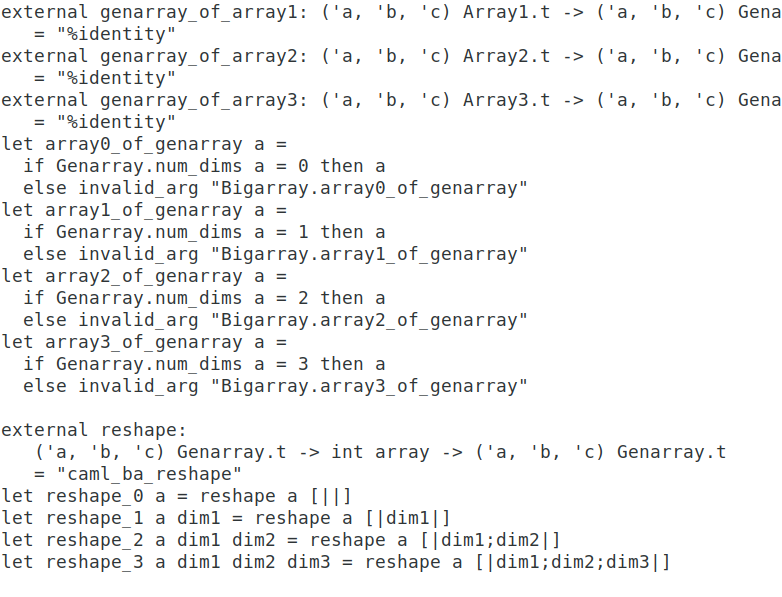 external genarray_of_array1: ('a, 'b, 'c) Array1.t -> ('a, 'b, 'c) Gena
   = "%identity"
external genarray_of_array2: ('a, 'b, 'c) Array2.t -> ('a, 'b, 'c) Gena
   = "%identity"
external genarray_of_array3: ('a, 'b, 'c) Array3.t -> ('a, 'b, 'c) Gena
   = "%identity"
let array0_of_genarray a =
  if Genarray.num_dims a = 0 then a
  else invalid_arg "Bigarray.array0_of_genarray"
let array1_of_genarray a =
  if Genarray.num_dims a = 1 then a
  else invalid_arg "Bigarray.array1_of_genarray"
let array2_of_genarray a =
  if Genarray.num_dims a = 2 then a
  else invalid_arg "Bigarray.array2_of_genarray"
let array3_of_genarray a =
  if Genarray.num_dims a = 3 then a
  else invalid_arg "Bigarray.array3_of_genarray"

external reshape:
   ('a, 'b, 'c) Genarray.t -> int array -> ('a, 'b, 'c) Genarray.t
   = "caml_ba_reshape"
let reshape_0 a = reshape a [||]
let reshape_1 a dim1 = reshape a [|dim1|]
let reshape_2 a dim1 dim2 = reshape a [|dim1;dim2|]
let reshape_3 a dim1 dim2 dim3 = reshape a [|dim1;dim2;dim3|]